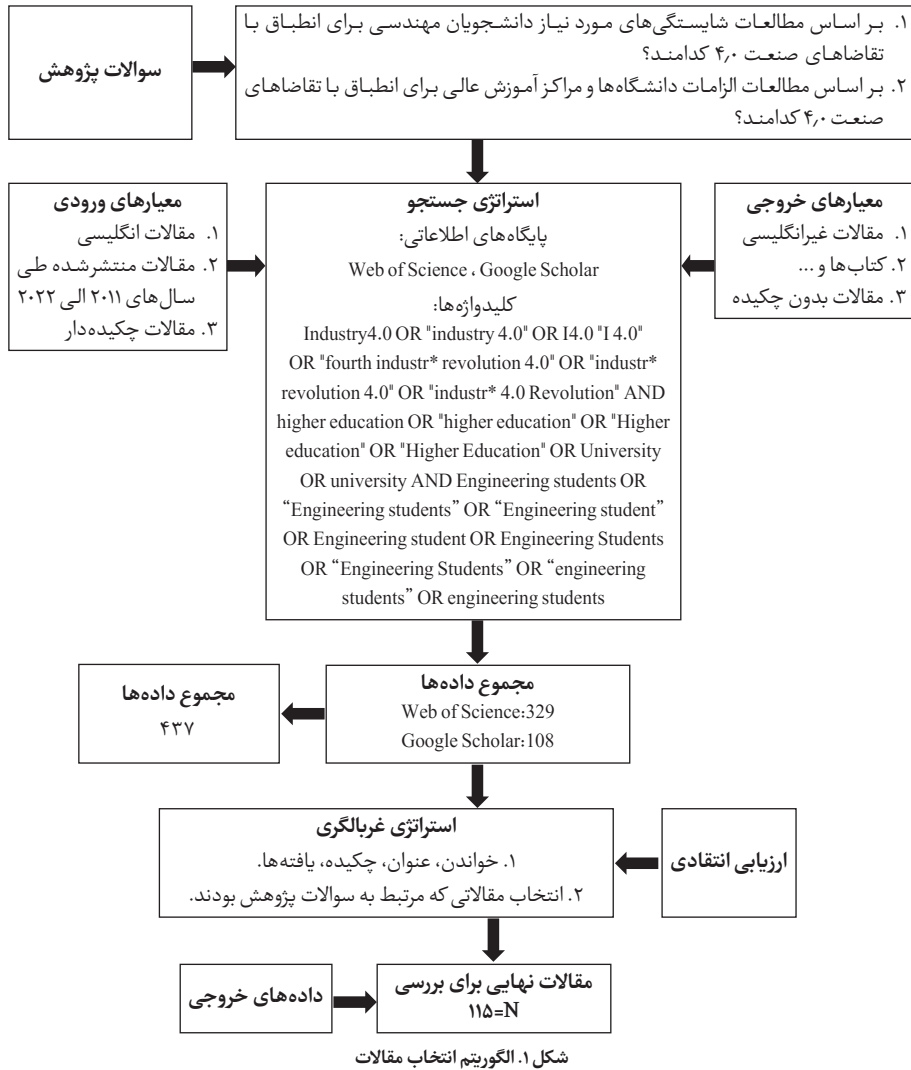 سوالات پژوهش
۱. بر اساس مطالعات شایستگی‌های مورد نیاز دانشجویان مهندسی برای انطباق با
تقاضاهای صنعت ۴٫۰ کدامند؟
۲. بر اساس مطالعات الزامات دانشگاه‌ها و مراکز آموزش عالی برای انطباق با تقاضاهای
صنعت ۴٫۰ کدامند؟
معیارهای خروجی
۱. مقالات غیرانگلیسی
۲. کتاب‌ها و ...
۳. مقالات بدون چکیده
استراتژی جستجو
پایگاه‌های اطلاعاتی:
Web of Science ، Google Scholar
کلیدواژه‌ها:
Industry4.0 OR "industry 4.0" OR I4.0 "I 4.0"
OR "fourth industr* revolution 4.0" OR "industr*
revolution 4.0" OR "industr* 4.0 Revolution" AND
higher education OR "higher education" OR "Higher
education" OR "Higher Education" OR University
OR university AND Engineering students OR
“Engineering students” OR “Engineering student”
OR Engineering student OR Engineering Students
OR “Engineering Students” OR “engineering
students” OR engineering students
معیارهای ورودی
۱. مقالات انگلیسی
۲. مقالات منتشرشده طی
سال‌های ۲۰۱۱ الی ۲۰۲۲
۳. مقالات چکیده‌دار
مجموع داده‌ها
Web of Science:329
Google Scholar:108
مجموع داده‌ها
۴۳۷
ارزیابی انتقادی
استراتژی غربالگری
۱. خواندن، عنوان، چکیده، یافته‌ها.
۲. انتخاب مقالاتی که مرتبط به سوالات پژوهش بودند.
مقالات نهایی برای بررسی
۱۱۵=N
داده‌های خروجی
شکل ۱. الگوریتم انتخاب مقالات